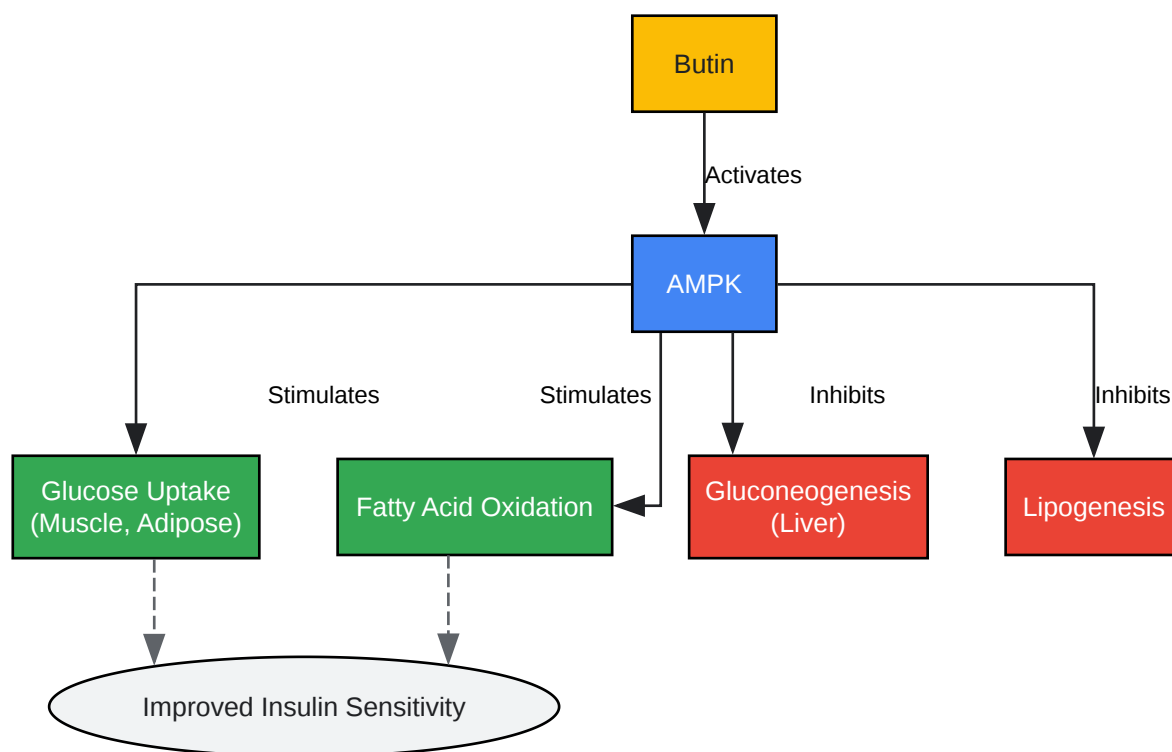 Butin
Activates
AMPK
Stimulates
Stimulates
Inhibits
Inhibits
Glucose Uptake
(Muscle, Adipose)
Fatty Acid Oxidation
Gluconeogenesis
(Liver)
Lipogenesis
Improved Insulin Sensitivity